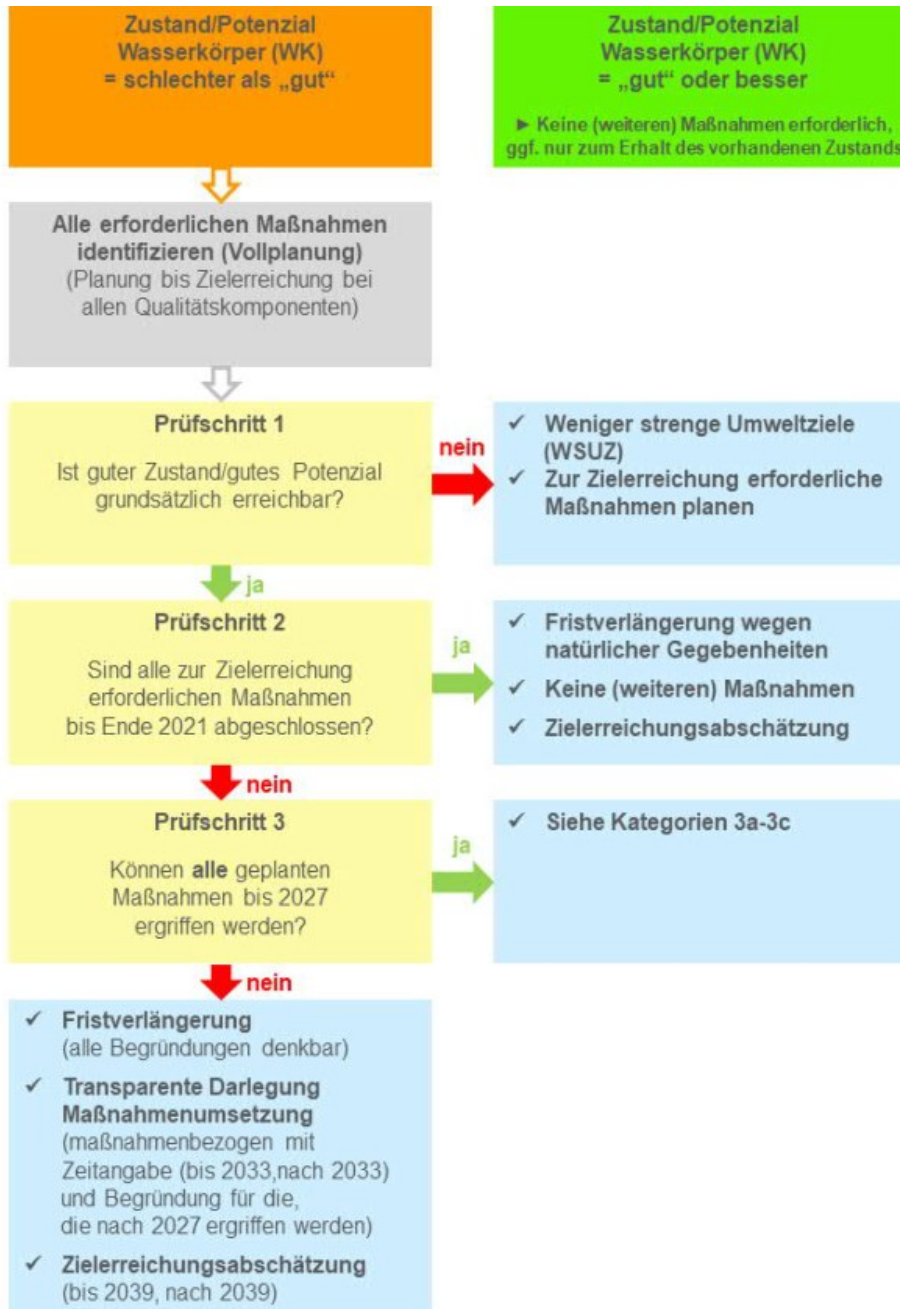 Zustand/Potenzial
Wasserkörper (WK)
= schlechter als „gut“
Zustand/Potenzial
Wasserkörper (WK)
= „gut“ oder besser
► Keine (weiteren) Maßnahmen erforderlich,
ggf. nur zum Erhalt des vorhandenen Zustands
Alle erforderlichen Maßnahmen
identifizieren (Vollplanung)
(Planung bis Zielerreichung bei
allen Qualitätskomponenten)
Prüfschritt 1
Ist guter Zustand/gutes Potenzial
grundsätzlich erreichbar?
nein
✓ Weniger strenge Umweltziele
(WSUZ)
✓ Zur Zielerreichung erforderliche
Maßnahmen planen
ja
Prüfschritt 2
Sind alle zur Zielerreichung
erforderlichen Maßnahmen
bis Ende 2021 abgeschlossen?
ja
✓ Fristverlängerung wegen
natürlicher Gegebenheiten
✓ Keine (weiteren) Maßnahmen
✓ Zielerreichungsabschätzung
nein
Prüfschritt 3
Können alle geplanten
Maßnahmen bis 2027
ergriffen werden?
ja
✓ Siehe Kategorien 3a-3c
nein
✓ Fristverlängerung
(alle Begründungen denkbar)
✓ Transparente Darlegung
Maßnahmenumsetzung
(maßnahmenbezogen mit
Zeitangabe (bis 2033,nach 2033)
und Begründung für die,
die nach 2027 ergriffen werden)
✓ Zielerreichungsabschätzung
(bis 2039, nach 2039)